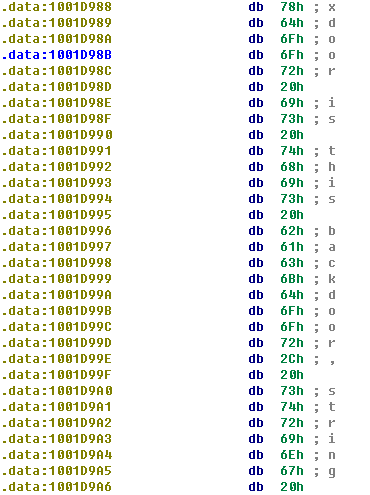 .data:1001D988 db 78h ; x
.data:1001D989 db 64h ; d
.data:1001D98A db 6Fh ; o
.data:1001D98B db 6Fh ; o
.data:1001D98C db 72h ; r
.data:1001D98D db 20h
.data:1001D98E db 69h ; i
.data:1001D98F db 73h ; s
.data:1001D990 db 20h
.data:1001D991 db 74h ; t
.data:1001D992 db 68h ; h
.data:1001D993 db 69h ; i
.data:1001D994 db 73h ; s
.data:1001D995 db 20h
.data:1001D996 db 62h ; b
.data:1001D997 db 61h ; a
.data:1001D998 db 63h ; c
.data:1001D999 db 6Bh ; k
.data:1001D99A db 64h ; d
.data:1001D99B db 6Fh ; o
.data:1001D99C db 6Fh ; o
.data:1001D99D db 72h ; r
.data:1001D99E db 2Ch ; ,
.data:1001D99F db 20h
.data:1001D9A0 db 73h ; s
.data:1001D9A1 db 74h ; t
.data:1001D9A2 db 72h ; r
.data:1001D9A3 db 69h ; i
.data:1001D9A4 db 6Eh ; n
.data:1001D9A5 db 67h ; g
.data:1001D9A6 db 20h